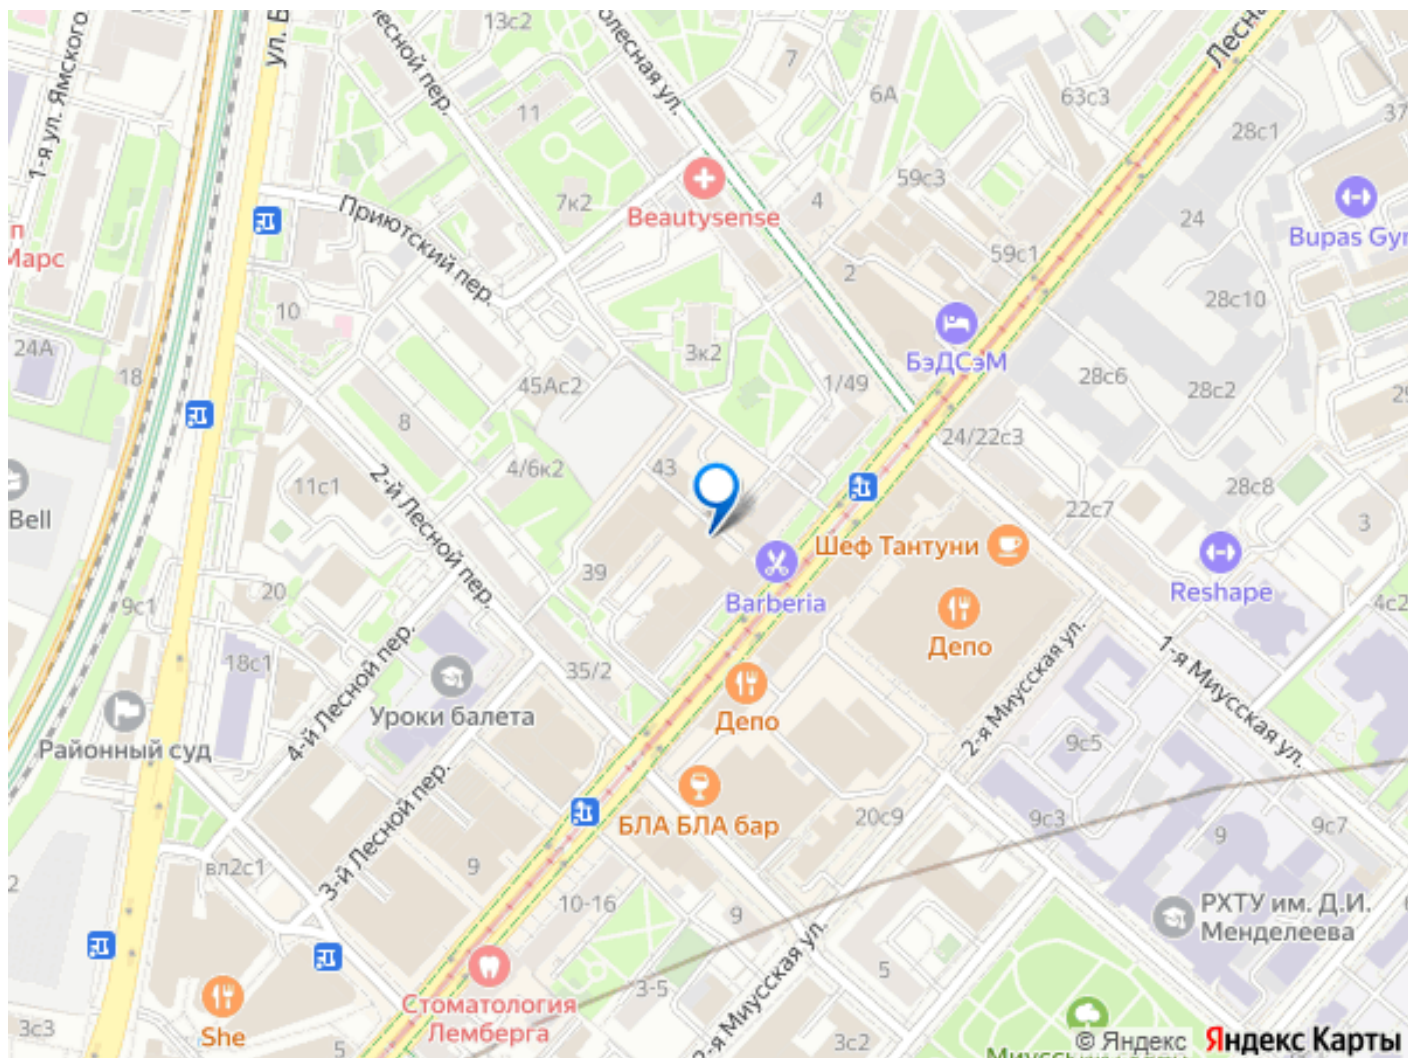 13с2
1-я ул. Ямского
ул. Б
лесной пер.
олесная ул.
7
6А
63с3
Лесна
28с1
37
11
59с3
Beautysense
4
7к2
24
Bupas Gyr
п
Марс
Приютский пер.
59с1
2
28с10
10
БэДСэМ
24А
18
3к2
45Ас2
1/49
28с6
28с2
29
8
24/22с3
4/6к2
43
11с1
28с8
Bell
2-й Лесной пер.
22с7
3
Шеф Тантуни
39
Barberia
Reshape
20
9с1
4с2
Депо
18с1
4-й Лесной пер.
35/2
1-я Миусская ул.
2-я Миусская ул.
Уроки балета
Депо
Районный суд
9с5
3-й Лесной пер.
БЛА БЛА бар
20с9
9с3
9
9с7
вл2с1
9
2
10-16
9
РХТУ им. Д.И.
Менделеева
5
3-5
2-я Миусская ул.
Стоматология
Лемберга
3с3
She
5
3с2
© Яндекс Яндекс Карты